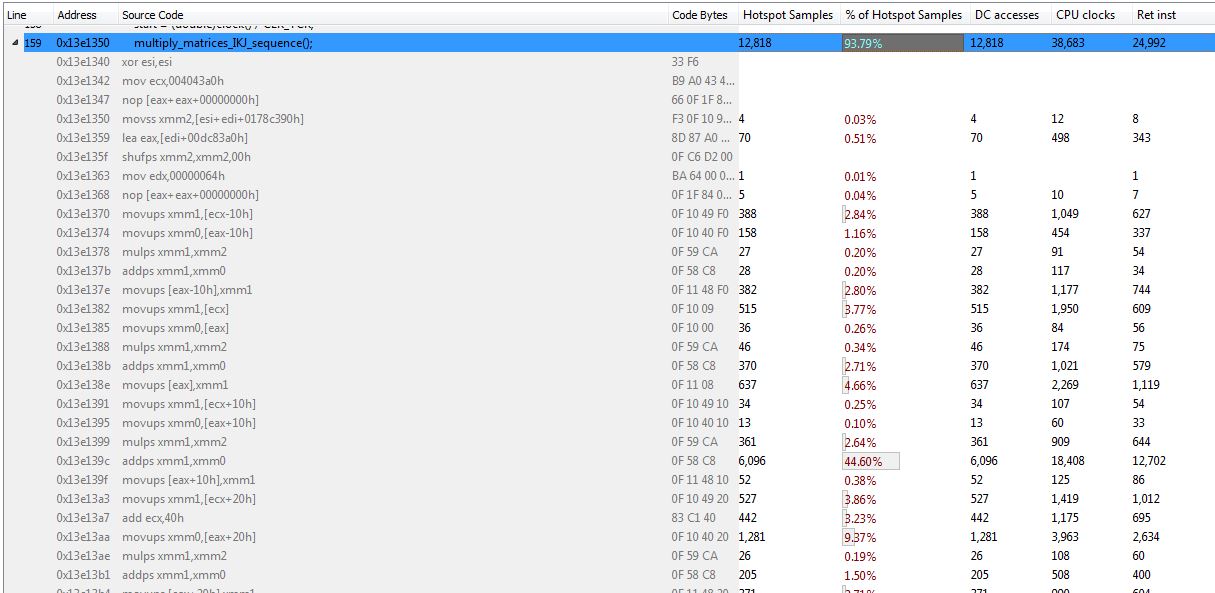 Line Address Source Code Code Bytes Hotspot Samples % of Hotspot Samples DC accesses CPU clocks Ret inst
159 0x13e1350 multiply_matrices_IKJ_sequence(); 12,818 93.79% 12,818 38,683 24,992
0x13e1340 xor esi,esi 33 F6
0x13e1342 mov ecx,004043a0h B9 A0 43 4...
0x13e1347 nop [eax+eax+00000000h] 66 0F 1F 8...
0x13e1350 movss xmm2,[esi+edi+0178c390h] F3 0F 10 9... 4 0.03% 4 12 8
0x13e1359 lea eax,[edi+00dc83a0h] 8D 87 A0 ... 70 0.51% 70 498 343
0x13e135f shufps xmm2,xmm2,00h 0F C6 D2 00
0x13e1363 mov edx,00000064h BA 64 00 0... 1 0.01% 1 1
0x13e1368 nop [eax+eax+00000000h] 0F 1F 84 0... 5 0.04% 5 10 7
0x13e1370 movups xmm1,[ecx-10h] 0F 10 49 F0 388 2.84% 388 1,049 627
0x13e1374 movups xmm0,[eax-10h] 0F 10 40 F0 158 1.16% 158 454 337
0x13e1378 mulps xmm1,xmm2 0F 59 CA 27 0.20% 27 91 54
0x13e137b addps xmm1,xmm0 0F 58 C8 28 0.20% 28 117 34
0x13e137e movups [eax-10h],xmm1 0F 11 48 F0 382 2.80% 382 1,177 744
0x13e1382 movups xmm1,[ecx] 0F 10 09 515 3.77% 515 1,950 609
0x13e1385 movups xmm0,[eax] 0F 10 00 36 0.26% 36 84 56
0x13e1388 mulps xmm1,xmm2 0F 59 CA 46 0.34% 46 174 75
0x13e138b addps xmm1,xmm0 0F 58 C8 370 2.71% 370 1,021 579
0x13e138e movups [eax],xmm1 0F 11 08 637 4.66% 637 2,269 1,119
0x13e1391 movups xmm1,[ecx+10h] 0F 10 49 10 34 0.25% 34 107 54
0x13e1395 movups xmm0,[eax+10h] 0F 10 40 10 13 0.10% 13 60 33
0x13e1399 mulps xmm1,xmm2 0F 59 CA 361 2.64% 361 909 644
0x13e139c addps xmm1,xmm0 0F 58 C8 6,096 44.60% 6,096 18,408 12,702
0x13e139f movups [eax+10h],xmm1 0F 11 48 10 52 0.38% 52 125 86
0x13e13a3 movups xmm1,[ecx+20h] 0F 10 49 20 527 3.86% 527 1,419 1,012
0x13e13a7 add ecx,40h 83 C1 40 442 3.23% 442 1,175 695
0x13e13aa movups xmm0,[eax+20h] 0F 10 40 20 1,281 9.37% 1,281 3,963 2,634
0x13e13ae mulps xmm1,xmm2 0F 59 CA 26 0.19% 26 108 60
0x13e13b1 addps xmm1,xmm0 0F 58 C8 205 1.50% 205 508 400